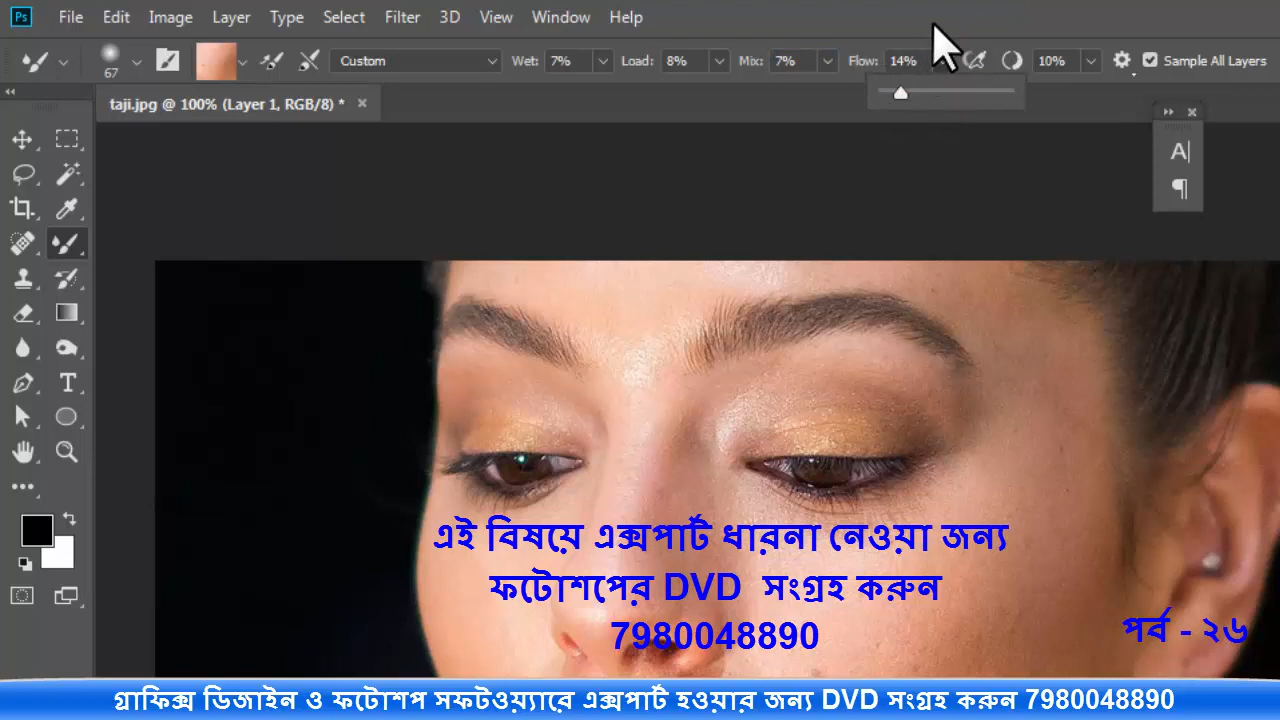 Ps File Edit Image Layer Type Select Filter 3D View Window Help
67 Custom Wet: 7% Load: 8% Mix: 7% Flow: 14% 10% Sample All Layers
taji.jpg @ 100% (Layer 1, RGB/8) *
এই বিষয়ে এক্সপার্ট ধারনা নেওয়া জন্য
ফটোশপের DVD সংগ্রহ করুন
7980048890
পর্ব - ২৬
গ্রাফিক্স ডিজাইন ও ফটোশপ সফটওয়্যারে এক্সপার্ট হওয়ার জন্য DVD সংগ্রহ করুন 7980048890